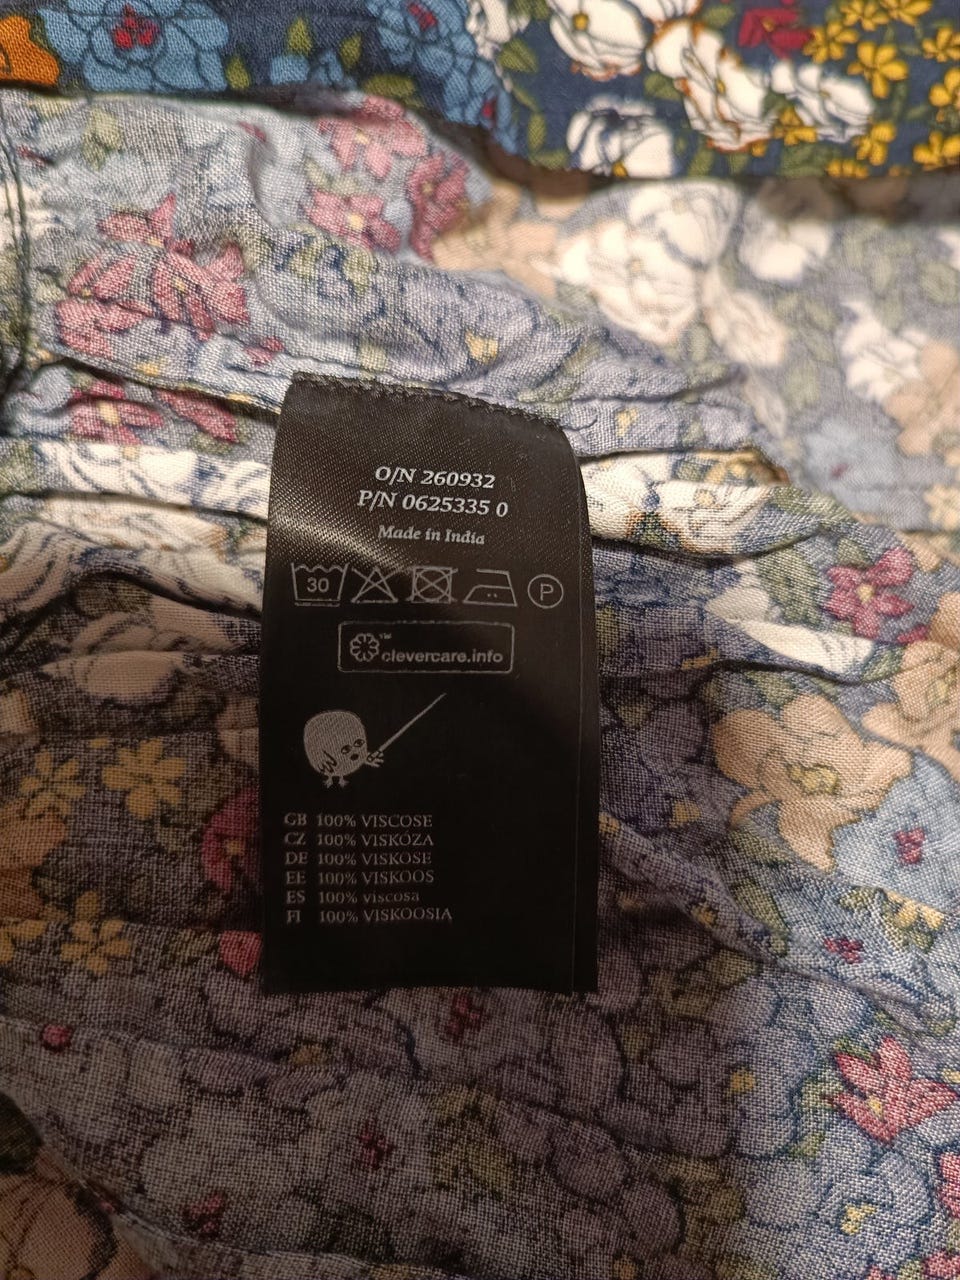 O/N 260932
P/N 0625335 0
Made in India
30 P
clevercare.info
GB 100% VISCOSE
CZ 100% VISKÓZA
DE 100% VISKOSE
EE 100% VISKOOS
ES 100% viscosa
FI 100% VISKOOSIA